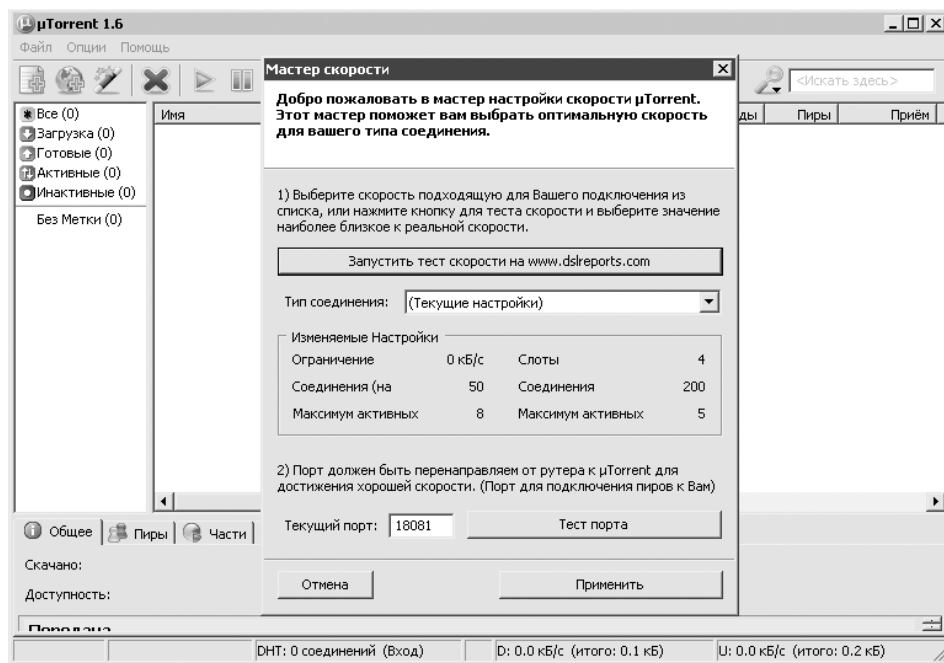 µTorrent 1.6
Файл Опции Помощь
<Искать здесь>
Все (0)
Загрузка (0)
Готовые (0)
Активные (0)
Инактивные (0)
Без Метки (0)
Имя
ды Пиры Приём
Мастер скорости
Добро пожаловать в мастер настройки скорости µTorrent.
Этот мастер поможет вам выбрать оптимальную скорость
для вашего типа соединения.
1) Выберите скорость подходящую для Вашего подключения из
списка, или нажмите кнопку для теста скорости и выберите значение
наиболее близкое к реальной скорости.
Запустить тест скорости на www.dslreports.com
Тип соединения: (Текущие настройки)
Изменяемые Настройки
Ограничение 0 кБ/с Слоты 4
Соединения (на 50 Соединения 200
Максимум активных 8 Максимум активных 5
2) Порт должен быть перенаправляем от рутера к µTorrent для
достижения хорошей скорости. (Порт для подключения пиров к Вам)
Текущий порт: 18081 Тест порта
Отмена Применить
Общее Пиры Части
Скачано:
Доступность:
Передача
DHT: 0 соединений (Вход) D: 0.0 кБ/с (итого: 0.1 кБ) U: 0.0 кБ/с (итого: 0.2 кБ)